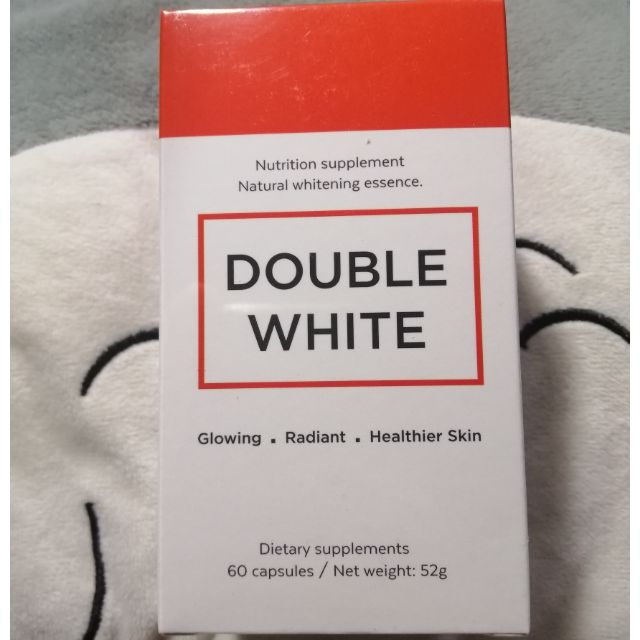 Nutrition supplement
Natural whitening essence.
DOUBLE
WHITE
Glowing . Radiant . Healthier Skin
Dietary supplements
60 capsules / Net weight: 52g